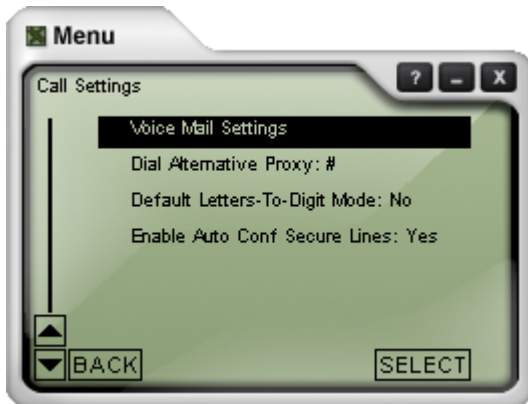 Menu
? - X
Call Settings
Voice Mail Settings
Dial Alternative Proxy: #
Default Letters-To-Digit Mode: No
Enable Auto Conf Secure Lines: Yes
BACK SELECT